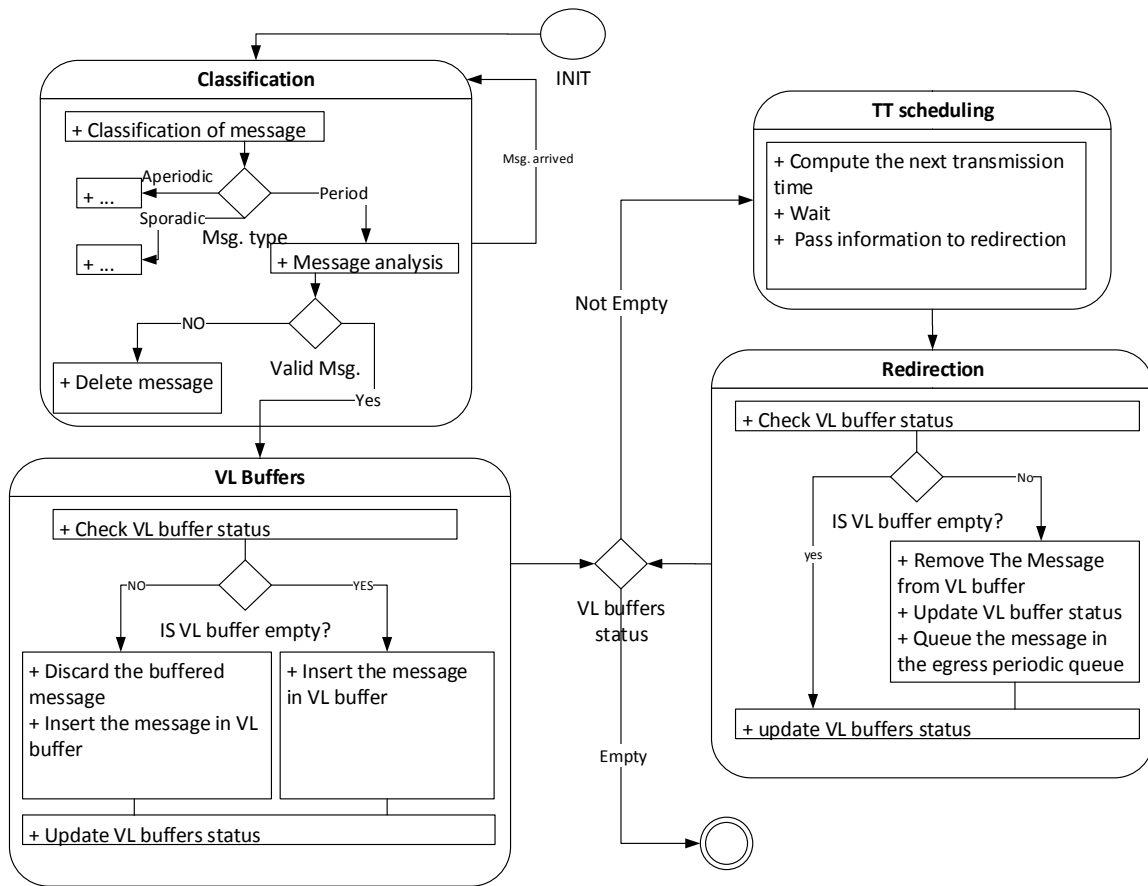 INIT
Classification
+ Classification of message
Aperiodic
+ ...
Period
Sporadic
Msg. type
+ ...
+ Message analysis
Msg. arrived
NO
Valid Msg.
+ Delete message
Yes
VL Buffers
+ Check VL buffer status
NO
YES
IS VL buffer empty?
+ Discard the buffered
message
+ Insert the message in VL
buffer
+ Insert the message
in VL buffer
+ Update VL buffers status
Not Empty
VL buffers
status
Empty
TT scheduling
+ Compute the next transmission
time
+ Wait
+ Pass information to redirection
Redirection
+ Check VL buffer status
No
IS VL buffer empty?
yes
+ Remove The Message
from VL buffer
+ Update VL buffer status
+ Queue the message in
the egress periodic queue
+ update VL buffers status